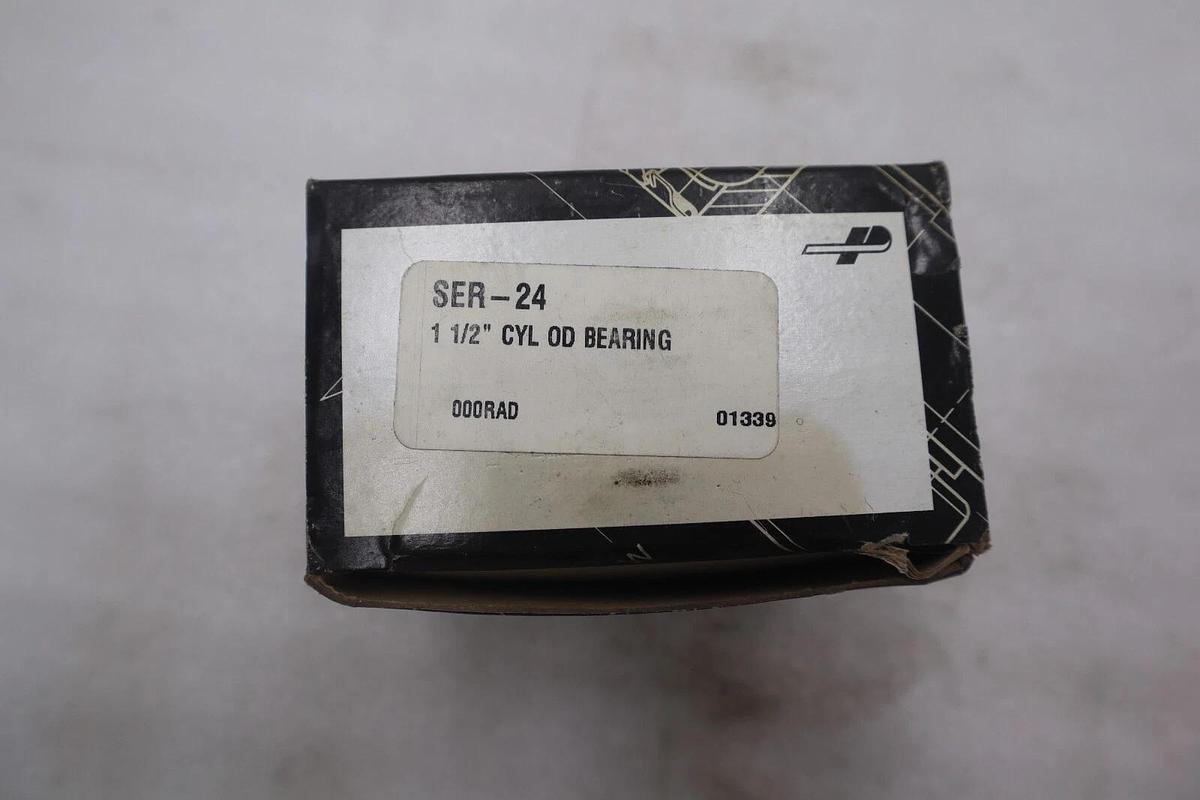 SER-24
1 1/2" CYL OD BEARING
000RAD 01339